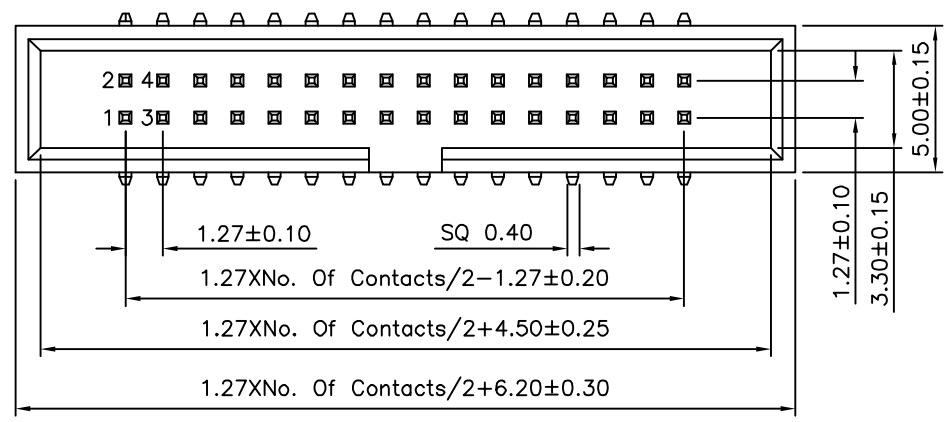 2 4
1 3
1.27±0.10
SQ 0.40
1.27XNo. Of Contacts/2-1.27±0.20
1.27XNo. Of Contacts/2+4.50±0.25
1.27XNo. Of Contacts/2+6.20±0.30
1.27±0.10
3.30±0.15
5.00±0.15